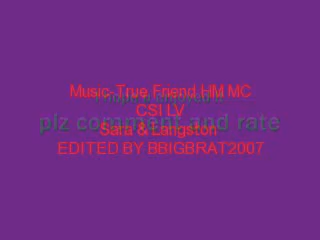 Music-True Friend HM MC
CSI LV
plz comment and rate
Sara & Langston
EDITED BY BBIGBRAT2007